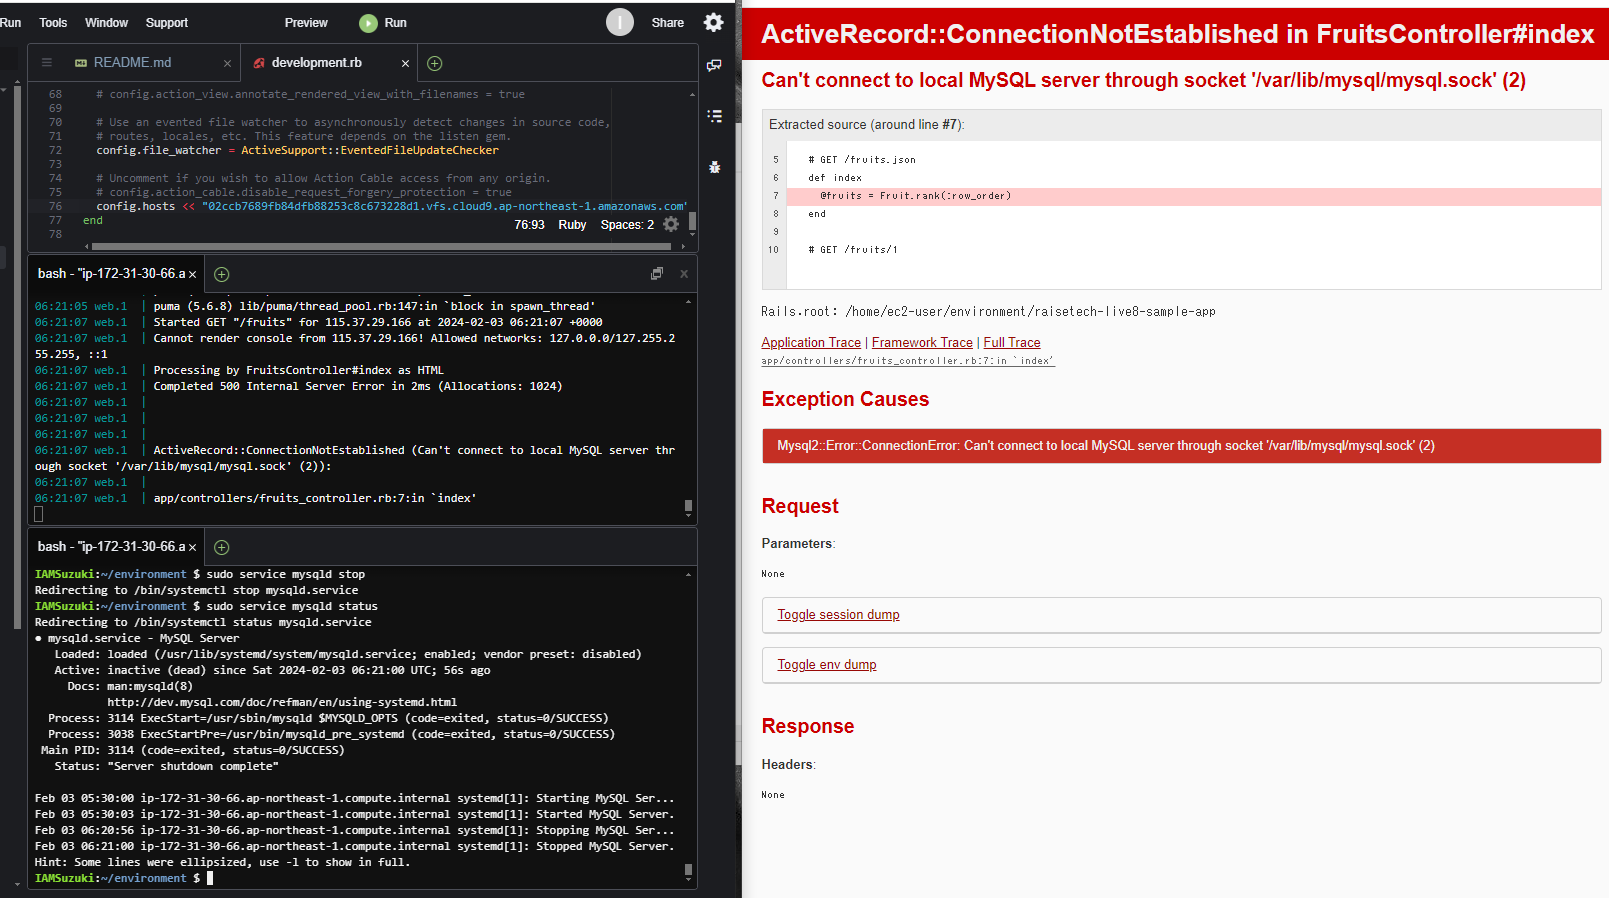 Run Tools Window Support Preview Run I Share
README.md × development.rb ×
68 # config.action_view.annotate_rendered_view_with_filenames = true
69
70 # Use an evented file watcher to asynchronously detect changes in source code,
71 # routes, locales, etc. This feature depends on the listen gem.
72 config.file_watcher = ActiveSupport::EventedFileUpdateChecker
73
74 # Uncomment if you wish to allow Action Cable access from any origin.
75 # config.action_cable.disable_request_forgery_protection = true
76 config.hosts << "02ccb7689fb84dfb88253c8c673228d1.vfs.cloud9.ap-northeast-1.amazonaws.com"
77 end
78
76:93 Ruby Spaces: 2
bash - "ip-172-31-30-66.a ×
06:21:05 web.1 | puma (5.6.8) lib/puma/thread_pool.rb:147:in `block in spawn_thread'
06:21:07 web.1 | Started GET "/fruits" for 115.37.29.166 at 2024-02-03 06:21:07 +0000
06:21:07 web.1 | Cannot render console from 115.37.29.166! Allowed networks: 127.0.0.0/127.255.2
55.255, ::1
06:21:07 web.1 | Processing by FruitsController#index as HTML
06:21:07 web.1 | Completed 500 Internal Server Error in 2ms (Allocations: 1024)
06:21:07 web.1 |
06:21:07 web.1 |
06:21:07 web.1 |
06:21:07 web.1 | ActiveRecord::ConnectionNotEstablished (Can't connect to local MySQL server thr
ough socket '/var/lib/mysql/mysql.sock' (2)):
06:21:07 web.1 |
06:21:07 web.1 | app/controllers/fruits_controller.rb:7:in `index'
bash - "ip-172-31-30-66.a ×
IAMSuzuki:~/environment $ sudo service mysqld stop
Redirecting to /bin/systemctl stop mysqld.service
IAMSuzuki:~/environment $ sudo service mysqld status
Redirecting to /bin/systemctl status mysqld.service
● mysqld.service - MySQL Server
Loaded: loaded (/usr/lib/systemd/system/mysqld.service; enabled; vendor preset: disabled)
Active: inactive (dead) since Sat 2024-02-03 06:21:00 UTC; 56s ago
Docs: man:mysqld(8)
http://dev.mysql.com/doc/refman/en/using-systemd.html
Process: 3114 ExecStart=/usr/sbin/mysqld $MYSQLD_OPTS (code=exited, status=0/SUCCESS)
Process: 3038 ExecStartPre=/usr/bin/mysqld_pre_systemd (code=exited, status=0/SUCCESS)
Main PID: 3114 (code=exited, status=0/SUCCESS)
Status: "Server shutdown complete"
Feb 03 05:30:00 ip-172-31-30-66.ap-northeast-1.compute.internal systemd[1]: Starting MySQL Ser...
Feb 03 05:30:03 ip-172-31-30-66.ap-northeast-1.compute.internal systemd[1]: Started MySQL Server.
Feb 03 06:20:56 ip-172-31-30-66.ap-northeast-1.compute.internal systemd[1]: Stopping MySQL Ser...
Feb 03 06:21:00 ip-172-31-30-66.ap-northeast-1.compute.internal systemd[1]: Stopped MySQL Server.
Hint: Some lines were ellipsized, use -l to show in full.
IAMSuzuki:~/environment $
ActiveRecord::ConnectionNotEstablished in FruitsController#index
Can't connect to local MySQL server through socket '/var/lib/mysql/mysql.sock' (2)
Extracted source (around line #7):
5 # GET /fruits.json
6 def index
7 @fruits = Fruit.rank(:row_order)
8 end
9
10 # GET /fruits/1
Rails.root: /home/ec2-user/environment/raisetech-live8-sample-app
Application Trace | Framework Trace | Full Trace
app/controllers/fruits_controller.rb:7:in `index'
Exception Causes
Mysql2::Error::ConnectionError: Can't connect to local MySQL server through socket '/var/lib/mysql/mysql.sock' (2)
Request
Parameters:
None
Toggle session dump
Toggle env dump
Response
Headers:
None